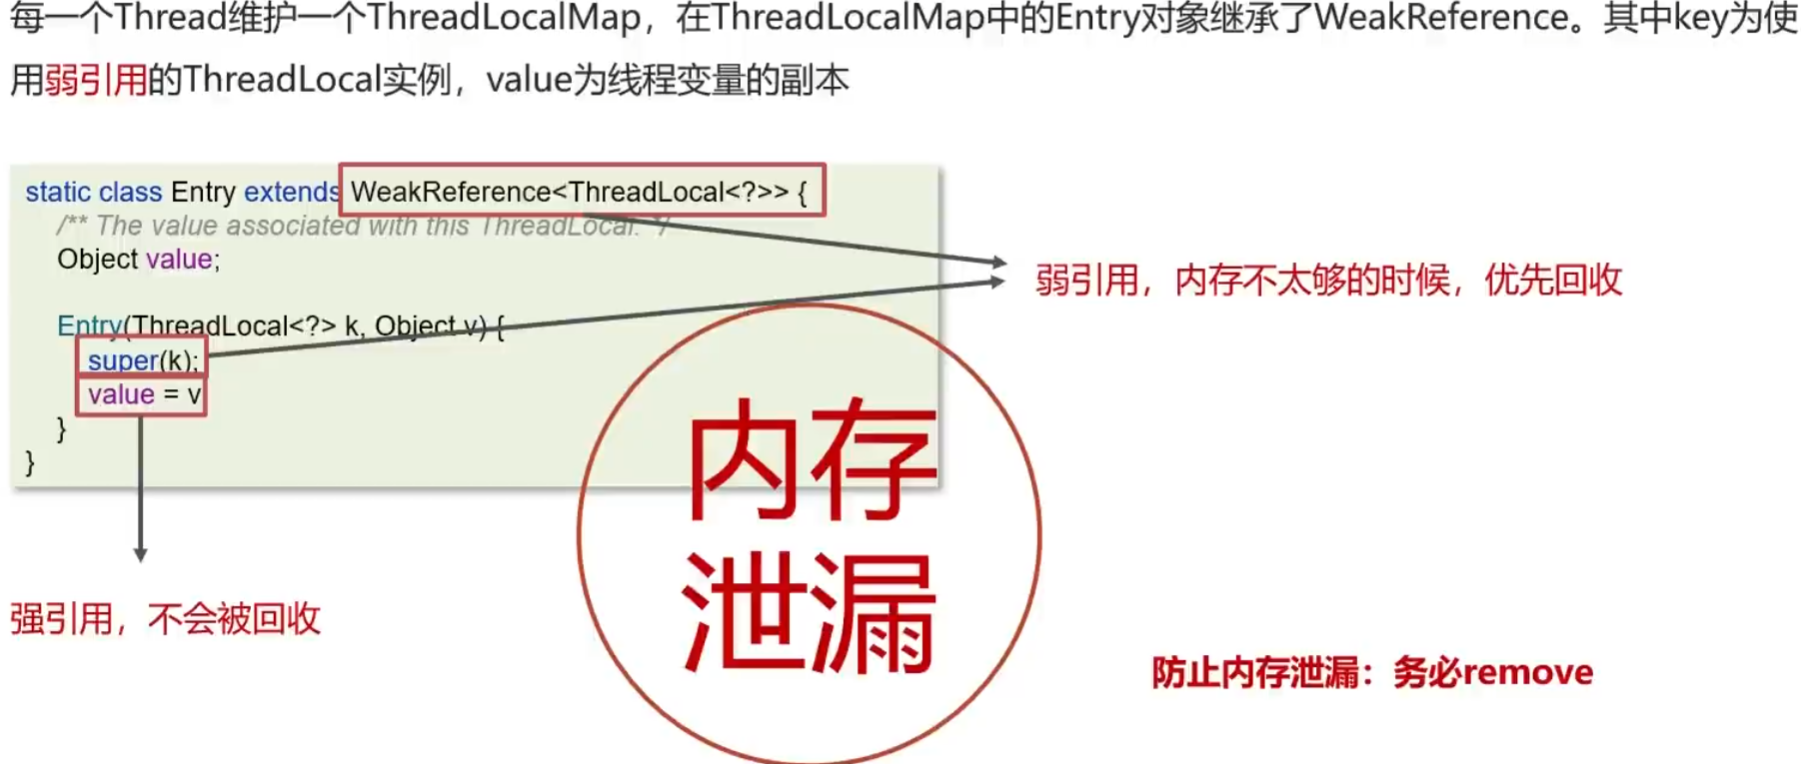 每一个Thread维护一个ThreadLocalMap，在ThreadLocalMap中的Entry对象继承了WeakReference。其中key为使
用弱引用的ThreadLocal实例，value为线程变量的副本
static class Entry extends WeakReference<ThreadLocal<?>> {
/** The value associated with this ThreadLocal. */
Object value;
弱引用，内存不太够的时候，优先回收
Entry(ThreadLocal<?> k, Object v) {
super(k);
value = v
}
}
内存
泄漏
强引用，不会被回收
防止内存泄漏：务必remove